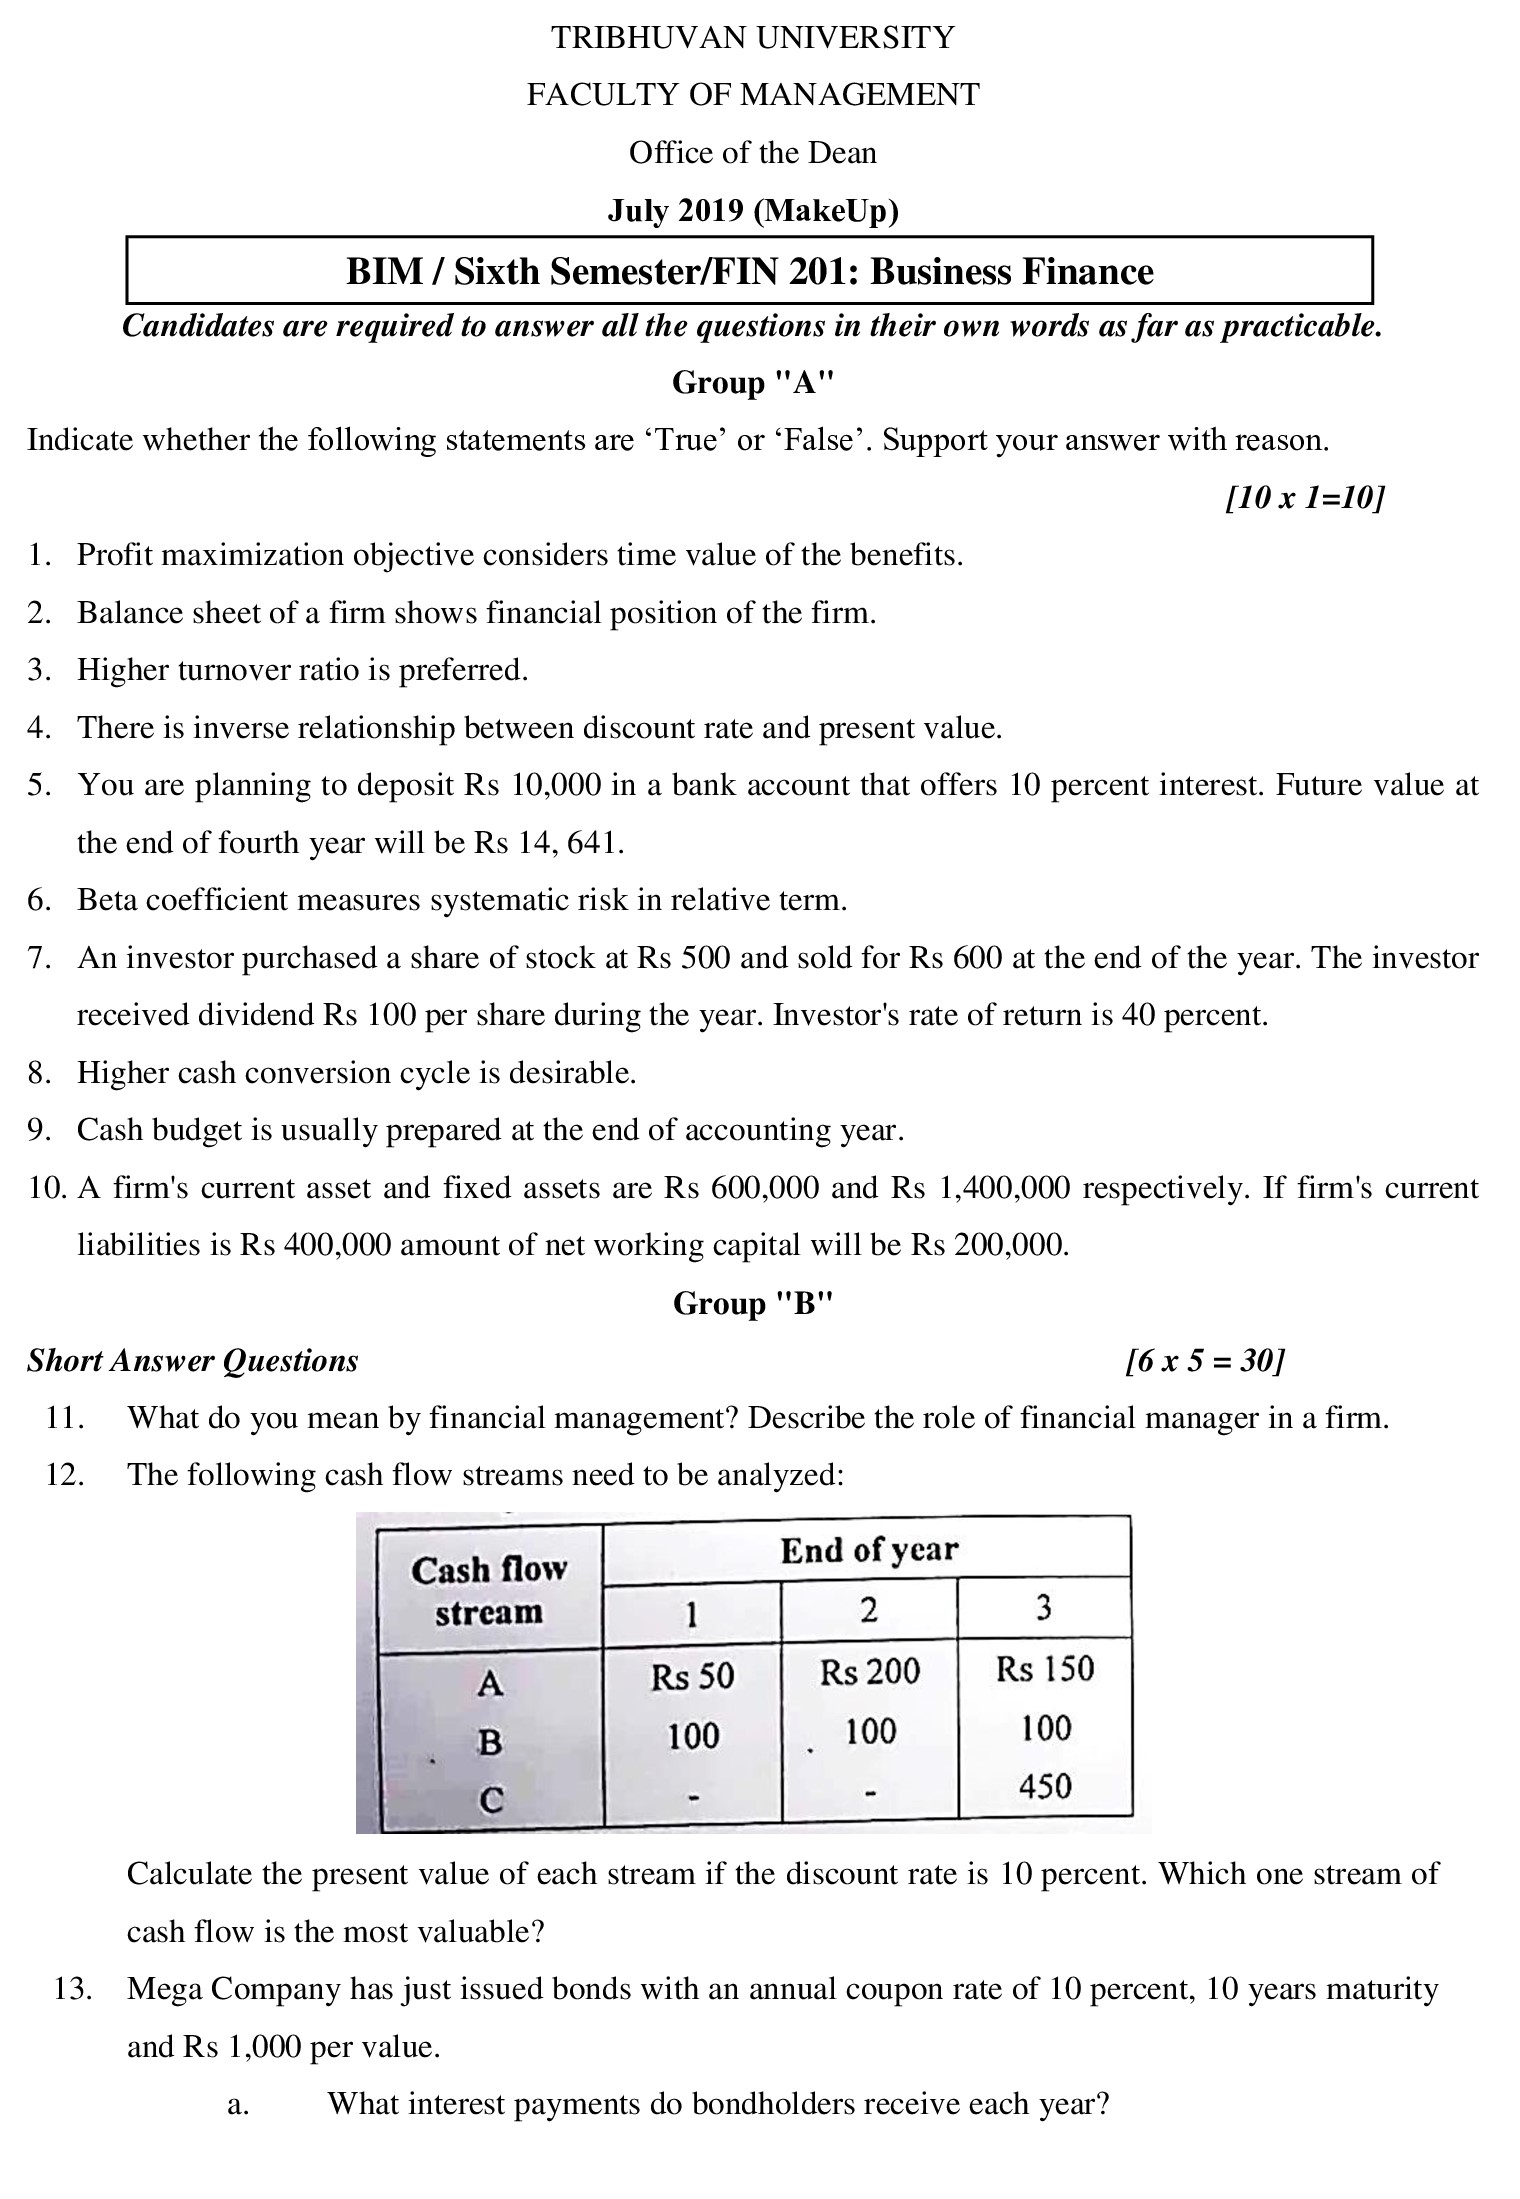 TRIBHUVAN UNIVERSITY
FACULTY OF MANAGEMENT
Office of the Dean
July 2019 (MakeUp)
BIM / Sixth Semester/FIN 201: Business Finance
Candidates are required to answer all the questions in their own words as far as practicable.
Group "A"
Indicate whether the following statements are ‘True’ or ‘False’. Support your answer with reason.
[10 x 1=10]
1. Profit maximization objective considers time value of the benefits.
2. Balance sheet of a firm shows financial position of the firm.
3. Higher turnover ratio is preferred.
4. There is inverse relationship between discount rate and present value.
5. You are planning to deposit Rs 10,000 in a bank account that offers 10 percent interest. Future value at
the end of fourth year will be Rs 14, 641.
6. Beta coefficient measures systematic risk in relative term.
7. An investor purchased a share of stock at Rs 500 and sold for Rs 600 at the end of the year. The investor
received dividend Rs 100 per share during the year. Investor's rate of return is 40 percent.
8. Higher cash conversion cycle is desirable.
9. Cash budget is usually prepared at the end of accounting year.
10. A firm's current asset and fixed assets are Rs 600,000 and Rs 1,400,000 respectively. If firm's current
liabilities is Rs 400,000 amount of net working capital will be Rs 200,000.
Group "B"
Short Answer Questions [6 x 5 = 30]
11. What do you mean by financial management? Describe the role of financial manager in a firm.
12. The following cash flow streams need to be analyzed:
Cash flow stream End of year
1 2 3
A Rs 50 Rs 200 Rs 150
B 100 100 100
C - - 450
Calculate the present value of each stream if the discount rate is 10 percent. Which one stream of
cash flow is the most valuable?
13. Mega Company has just issued bonds with an annual coupon rate of 10 percent, 10 years maturity
and Rs 1,000 per value.
a. What interest payments do bondholders receive each year?